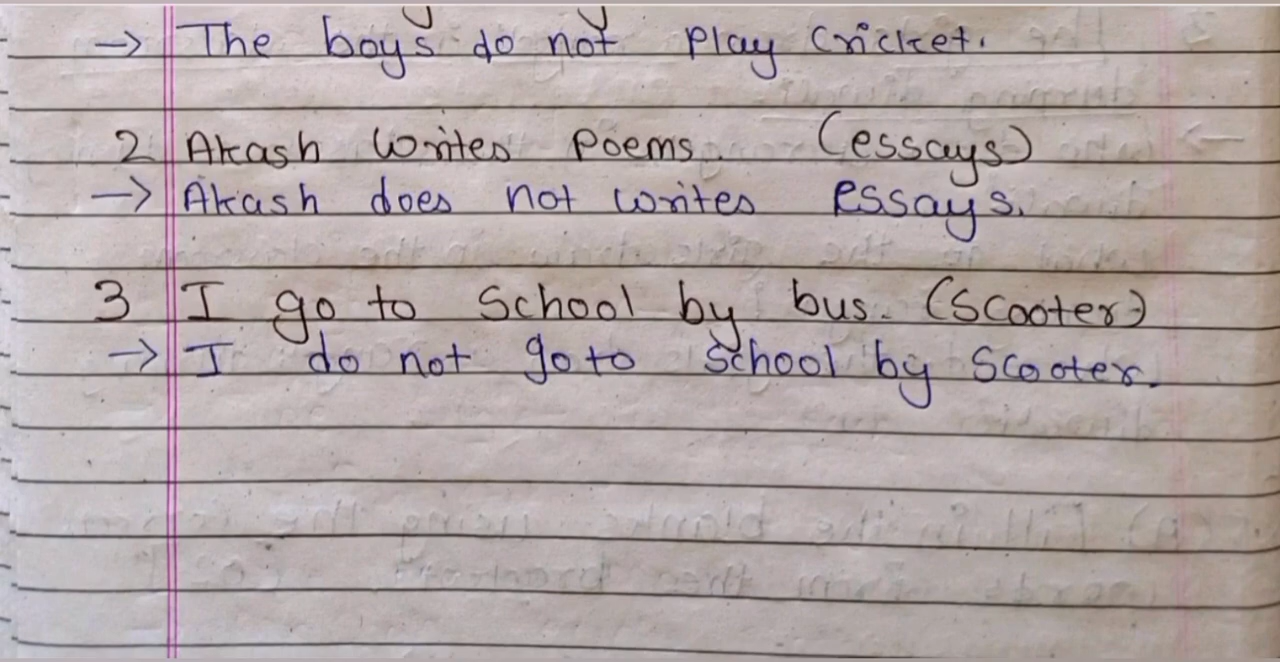 → The boys do not play cricket.
2 Akash writes poems. (essays)
→ Akash does not writes essays.
3 I go to school by bus. (Scooter)
→ I do not go to school by Scooter.